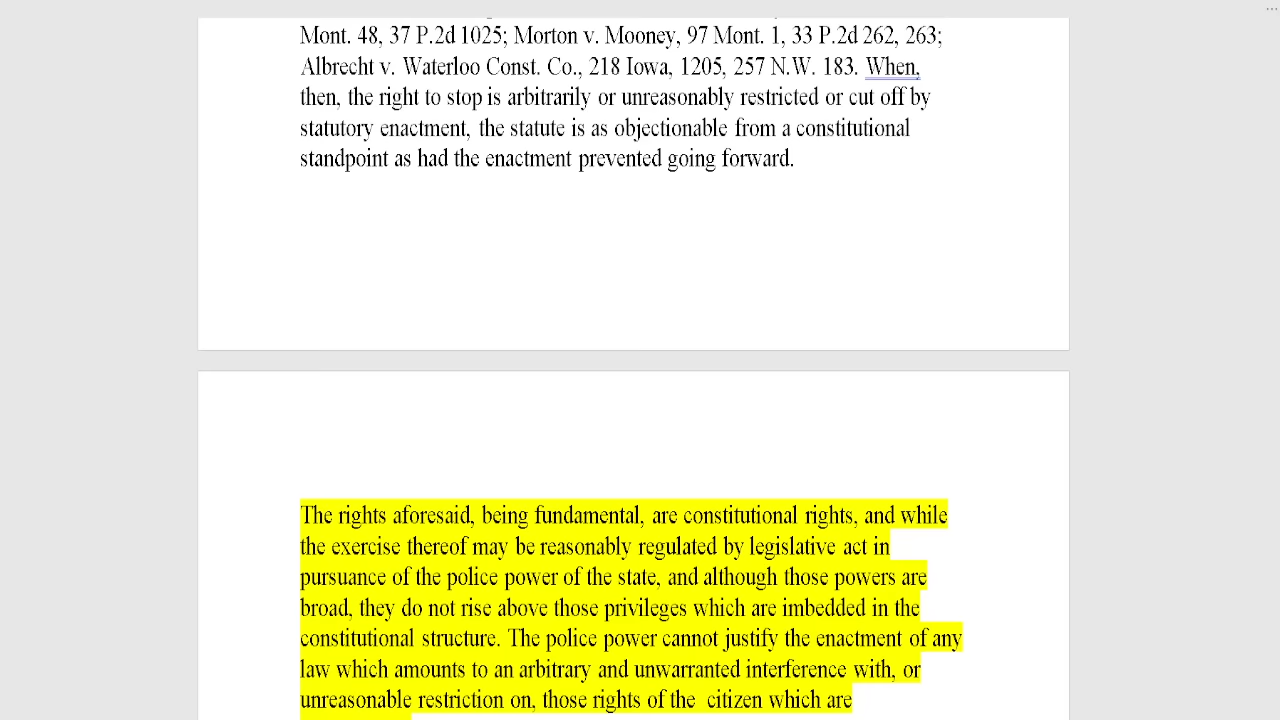 Mont. 48, 37 P.2d 1025; Morton v. Mooney, 97 Mont. 1, 33 P.2d 262, 263;
Albrecht v. Waterloo Const. Co., 218 Iowa, 1205, 257 N.W. 183. When,
then, the right to stop is arbitrarily or unreasonably restricted or cut off by
statutory enactment, the statute is as objectionable from a constitutional
standpoint as had the enactment prevented going forward.
The rights aforesaid, being fundamental, are constitutional rights, and while
the exercise thereof may be reasonably regulated by legislative act in
pursuance of the police power of the state, and although those powers are
broad, they do not rise above those privileges which are imbedded in the
constitutional structure. The police power cannot justify the enactment of any
law which amounts to an arbitrary and unwarranted interference with, or
unreasonable restriction on, those rights of the citizen which are